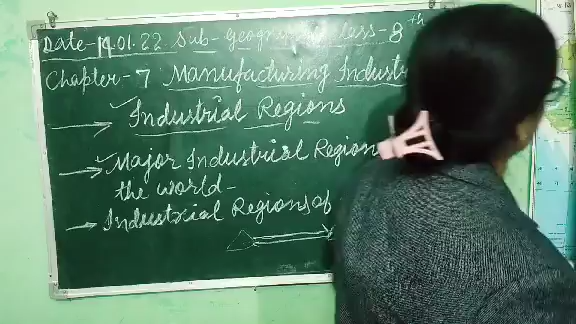 Date-19.01.22 Sub- Geography Class-8th
Chapter-7 Manufacturing Industr
Industrial Regions
Major Industrial Region
the world-
Industrial Regions of